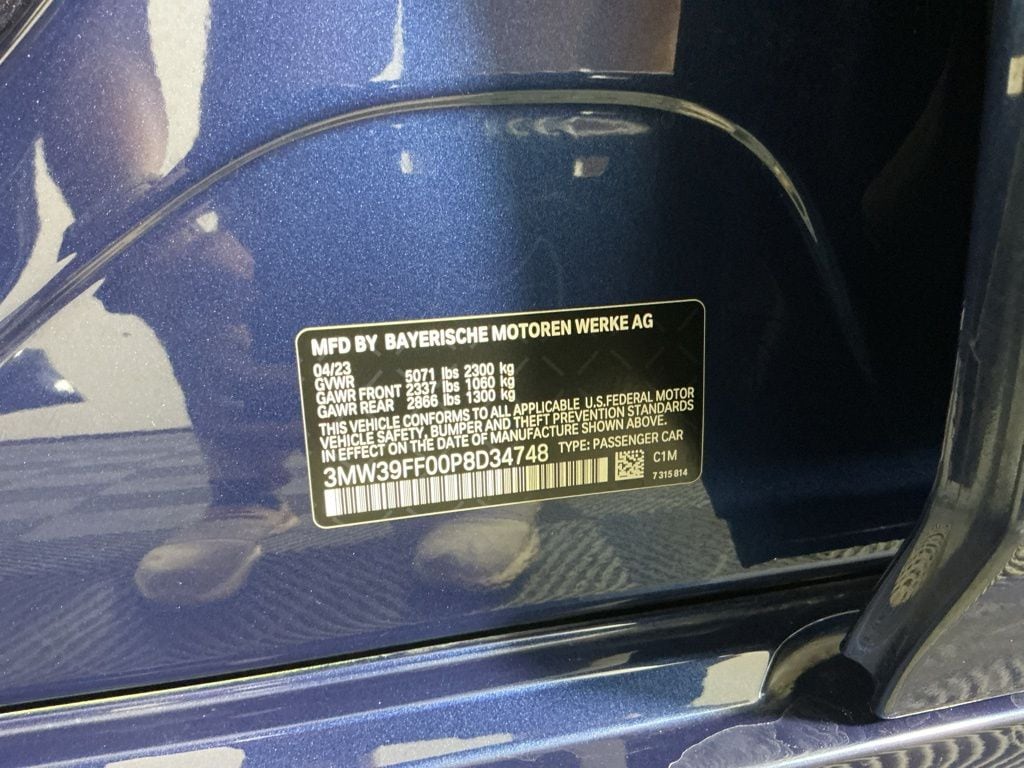 MFD BY BAYERISCHE MOTOREN WERKE AG
04/23
GVWR 5071 lbs 2300 kg
GAWR FRONT 2337 lbs 1060 kg
GAWR REAR 2866 lbs 1300 kg
THIS VEHICLE CONFORMS TO ALL APPLICABLE U.S.FEDERAL MOTOR
VEHICLE SAFETY, BUMPER AND THEFT PREVENTION STANDARDS
IN EFFECT ON THE DATE OF MANUFACTURE SHOWN ABOVE.
TYPE: PASSENGER CAR
3MW39FF00P8D34748
C1M
7 315 814